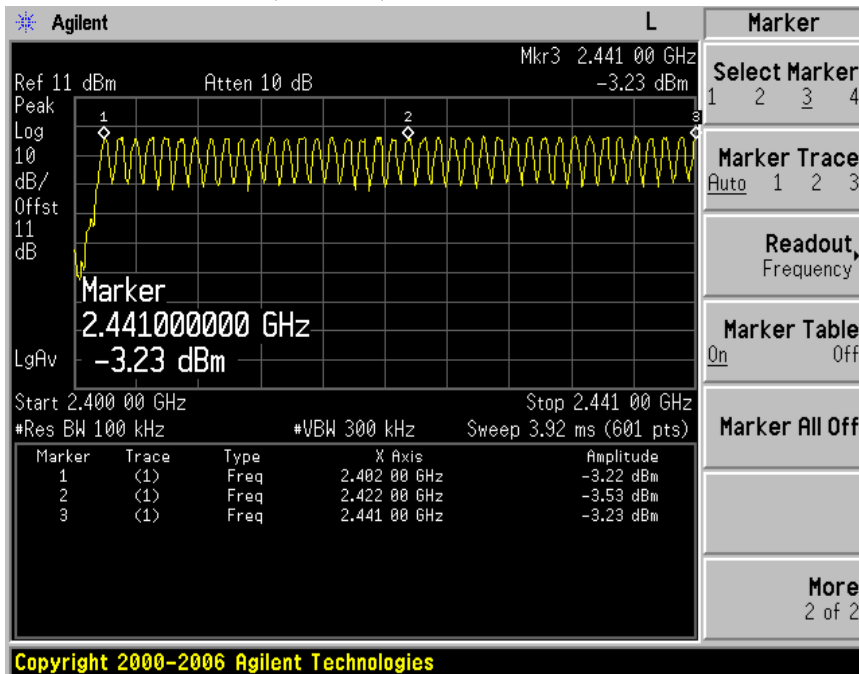 Agilent L Marker
Mkr3 2.441 00 GHz
Ref 11 dBm Atten 10 dB -3.23 dBm
Peak
Log
10
dB/
Offst
11
dB
LgAv
1 2 3
Marker
2.441000000 GHz
-3.23 dBm
Start 2.400 00 GHz Stop 2.441 00 GHz
#Res BW 100 kHz #VBW 300 kHz Sweep 3.92 ms (601 pts)
Marker Trace Type X Axis Amplitude
1 (1) Freq 2.402 00 GHz -3.22 dBm
2 (1) Freq 2.422 00 GHz -3.53 dBm
3 (1) Freq 2.441 00 GHz -3.23 dBm
Select Marker
1 2 3 4
Marker Trace
Auto 1 2 3
Readout
Frequency
Marker Table
On Off
Marker All Off
More
2 of 2
Copyright 2000-2006 Agilent Technologies